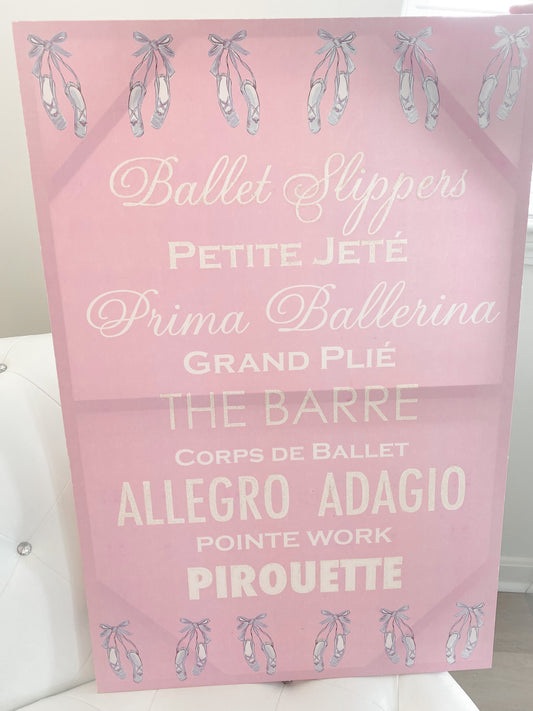 Ballet Slippers
PETITE JETÉ
Prima Ballerina
GRAND PLIÉ
THE BARRE
CORPS DE BALLET
ALLEGRO ADAGIO
POINTE WORK
PIROUETTE